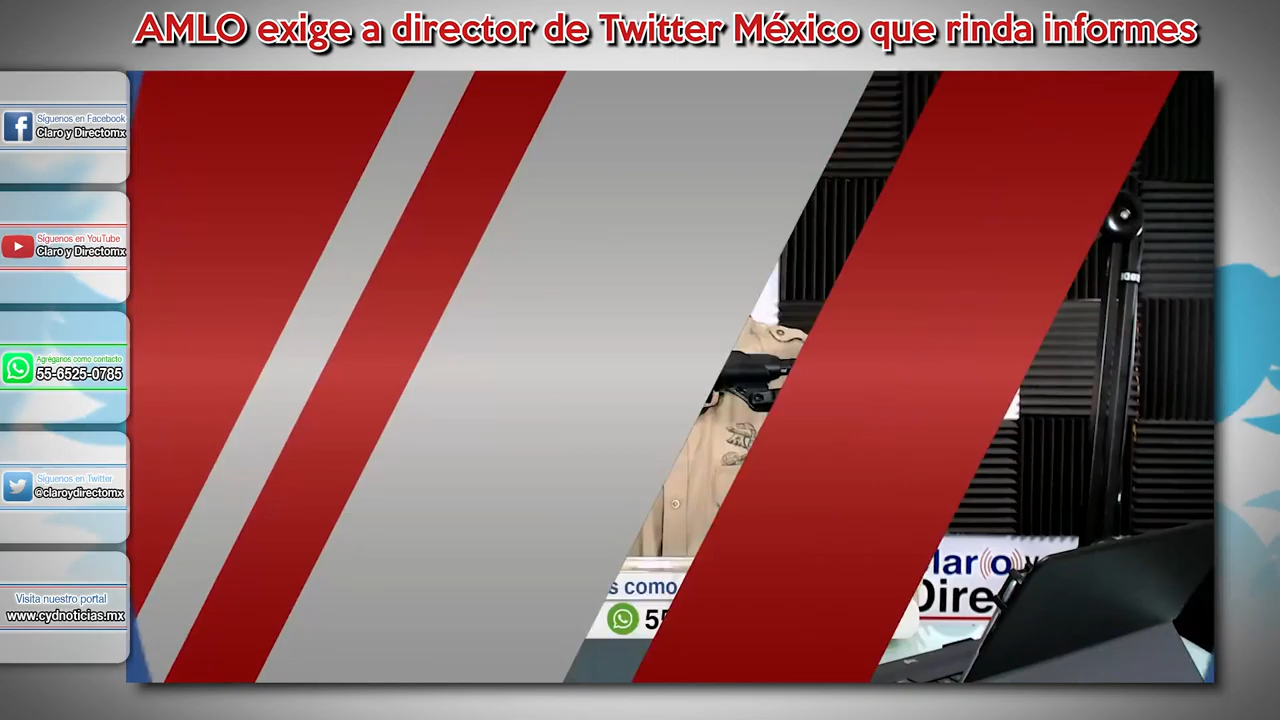 AMLO exige a director de Twitter México que rinda informes
Síguenos en Facebook
Claro y Directomx
Síguenos en YouTube
Claro y Directomx
Agréganos como contacto
55-6525-0785
Síguenos en Twitter
@claroydirectomx
Visita nuestro portal
www.cydnoticias.mx
s como
55
lar(o) y
Dire